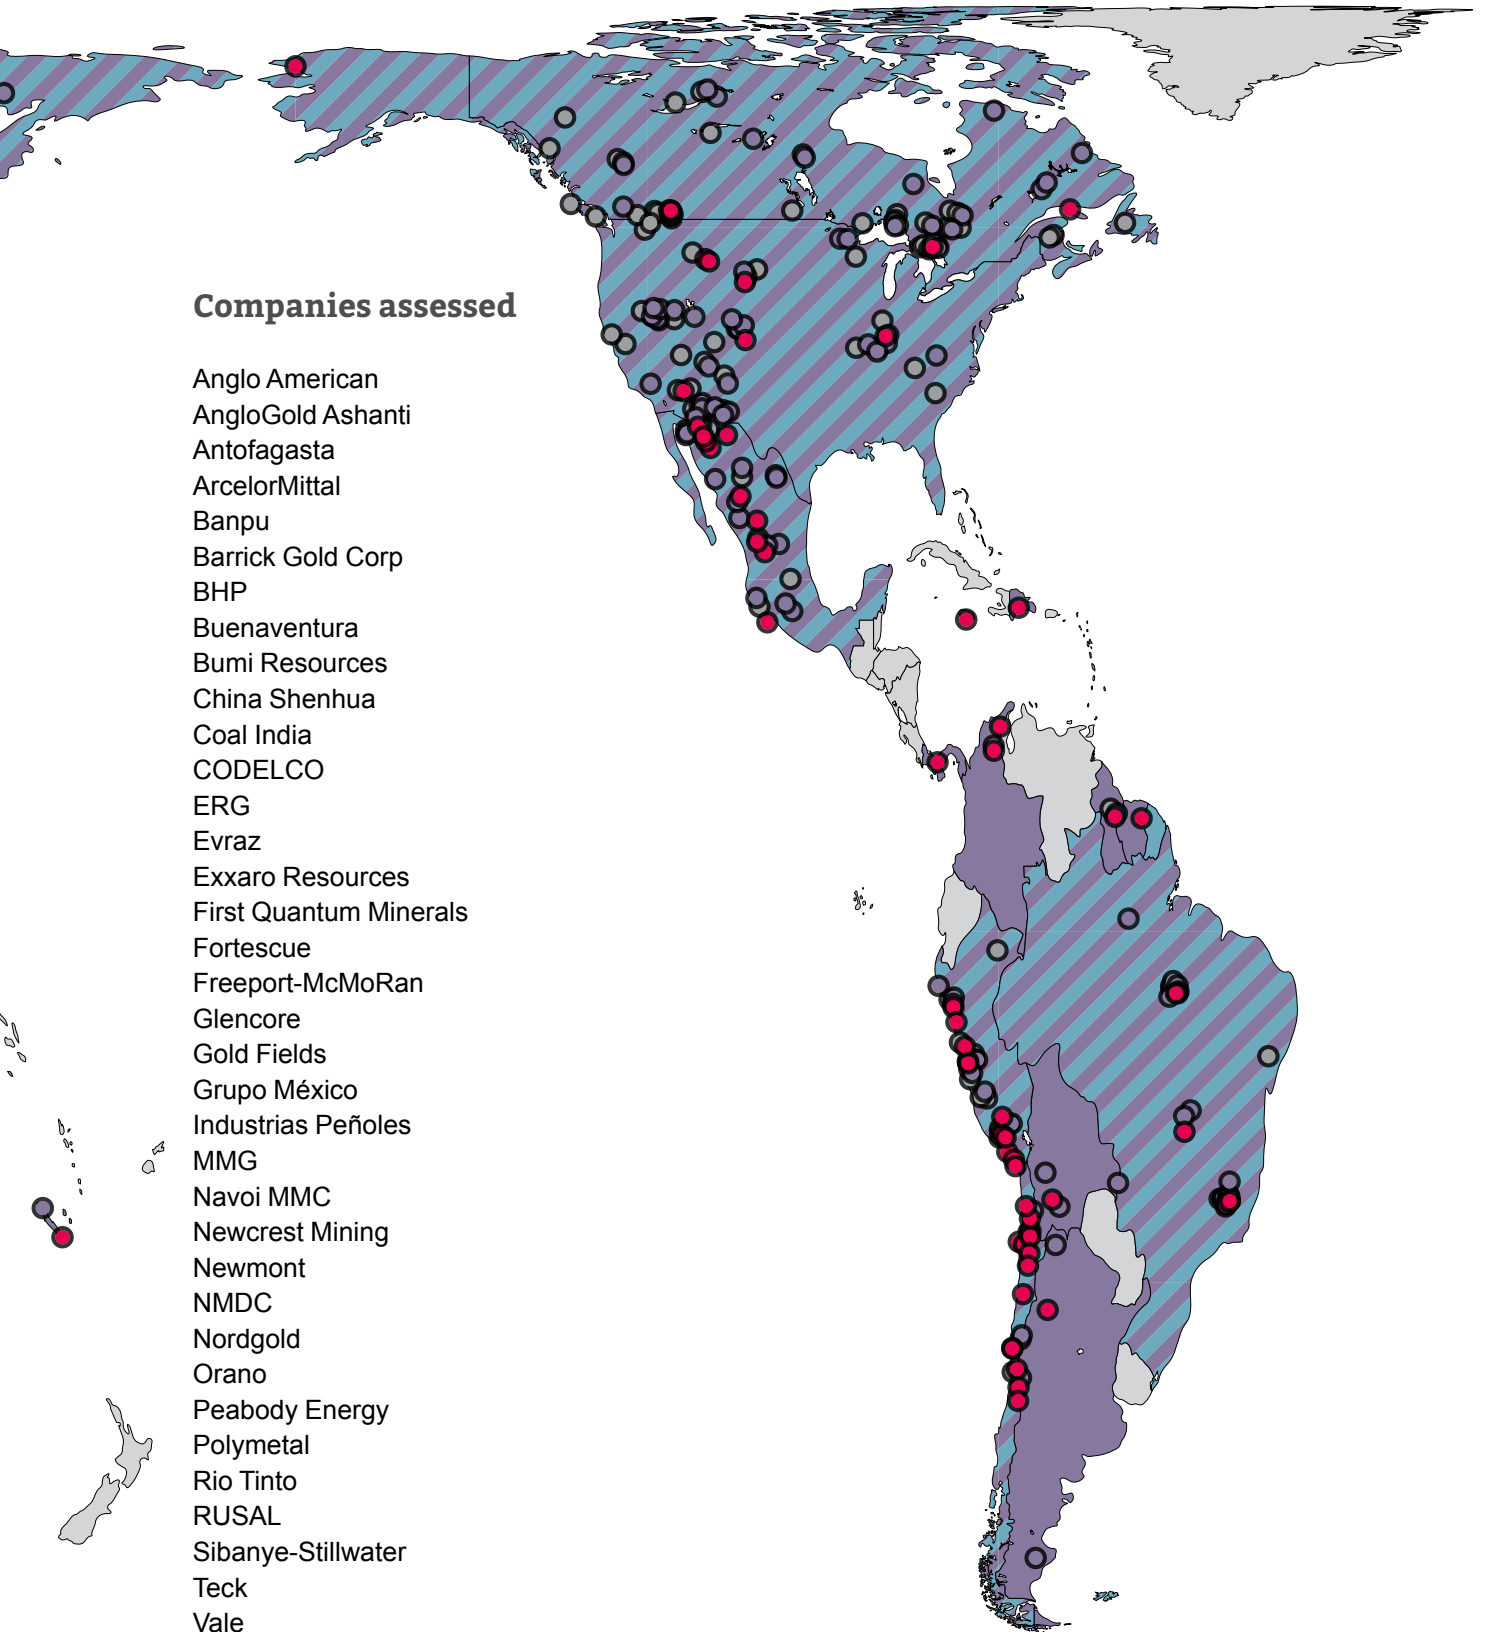 Companies assessed
Anglo American
AngloGold Ashanti
Antofagasta
ArcelorMittal
Banpu
Barrick Gold Corp
BHP
Buenaventura
Bumi Resources
China Shenhua
Coal India
CODELCO
ERG
Evraz
Exxaro Resources
First Quantum Minerals
Fortescue
Freeport-McMoRan
Glencore
Gold Fields
Grupo México
Industrias Peñoles
MMG
Navoi MMC
Newcrest Mining
Newmont
NMDC
Nordgold
Orano
Peabody Energy
Polymetal
Rio Tinto
RUSAL
Sibanye-Stillwater
Teck
Vale